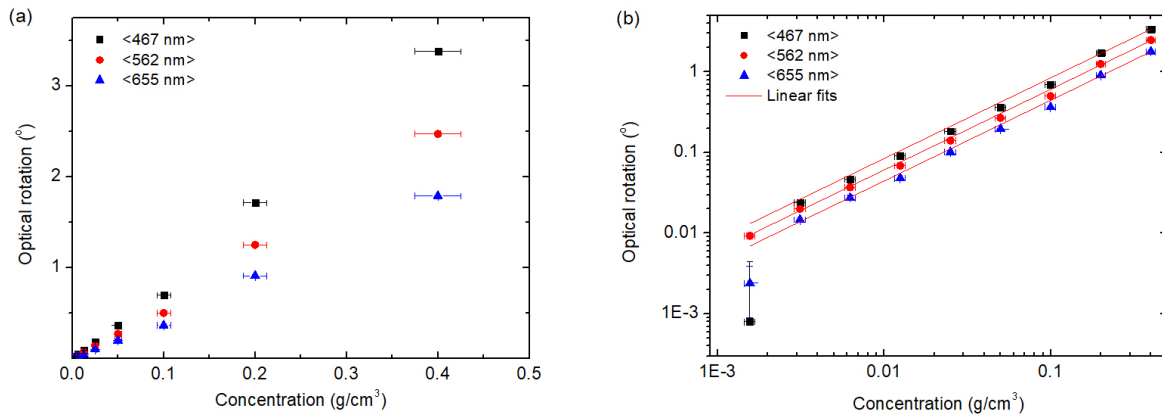 (a)
<467 nm>
<562 nm>
<655 nm>
Optical rotation (°)
3
2
1
0.0 0.1 0.2 0.3 0.4 0.5
Concentration (g/cm³)
(b)
<467 nm>
<562 nm>
<655 nm>
Linear fits
Optical rotation (°)
1
0.1
0.01
1E-3
1E-3 0.01 0.1
Concentration (g/cm³)